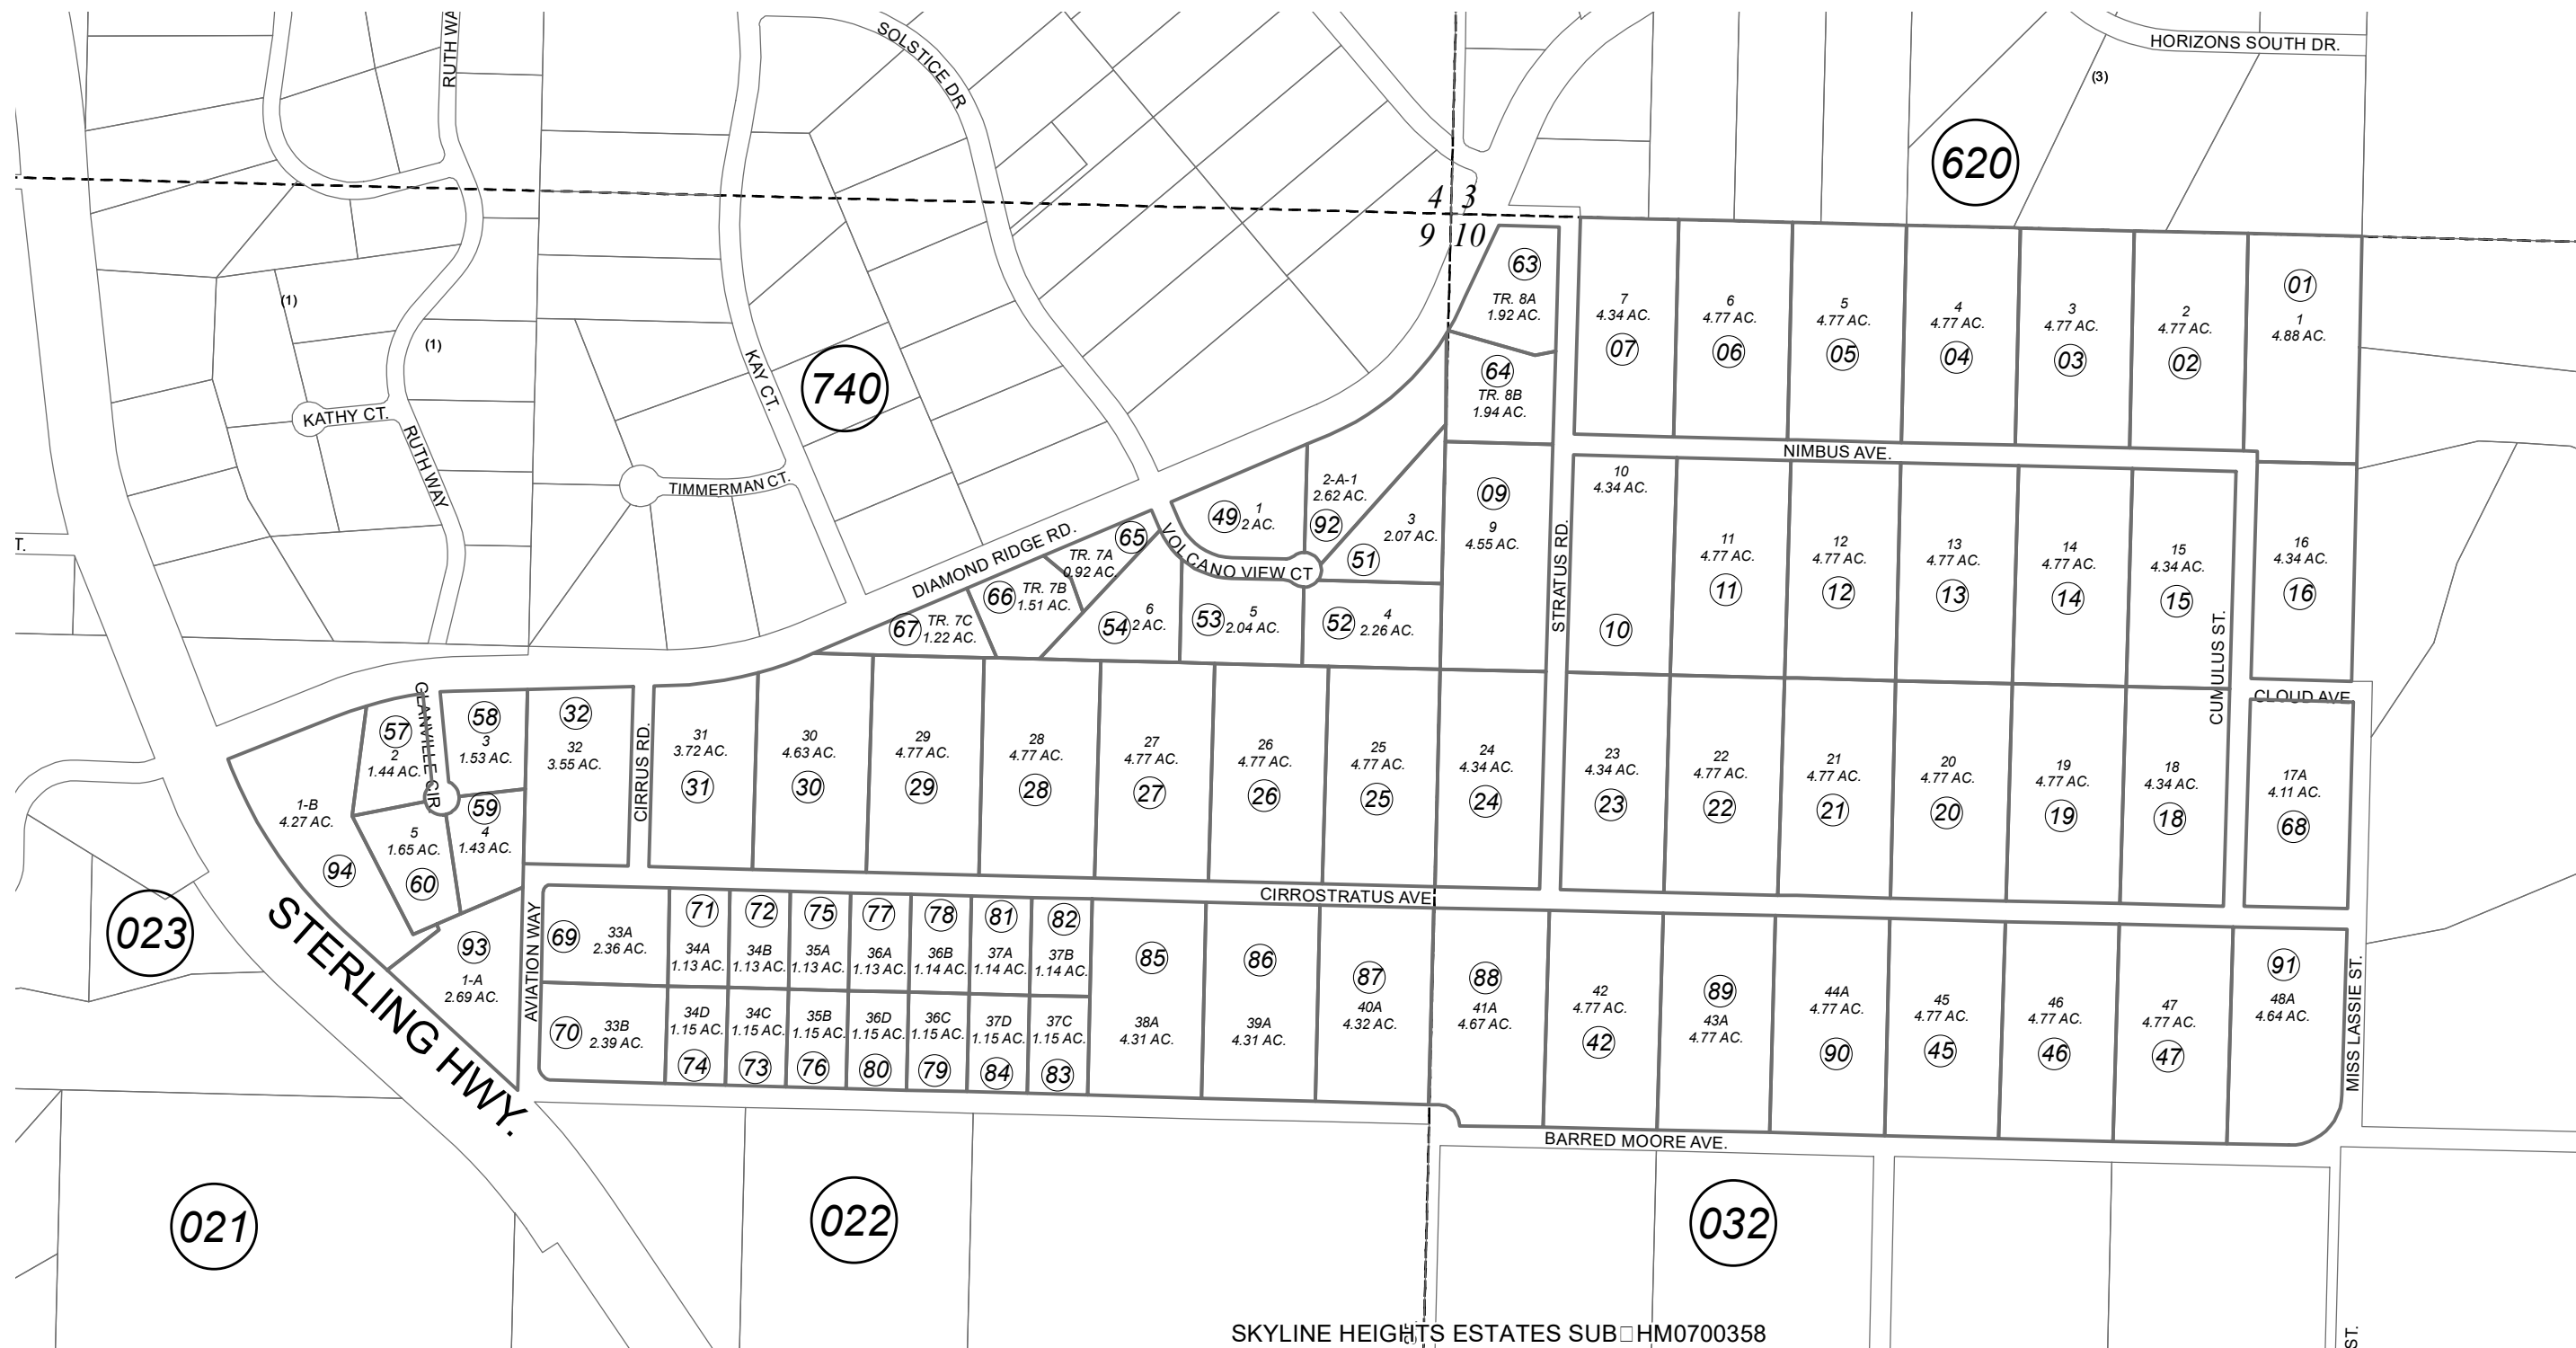 RUTH WA
SOLSTICE DR
HORIZONS SOUTH DR.
(3)
620
4 3
9 10
63
TR. 8A
1.92 AC.
7
4.34 AC.
07
6
4.77 AC.
06
5
4.77 AC.
05
4
4.77 AC.
04
3
4.77 AC.
03
2
4.77 AC.
02
01
1
4.88 AC.
(1)
(1)
KAY CT.
740
64
TR. 8B
1.94 AC.
KATHY CT.
RUTH WAY
TIMMERMAN CT.
NIMBUS AVE.
T.
DIAMOND RIDGE RD.
VOLCANO VIEW CT
49
1
2 AC.
2-A-1
2.62 AC.
92
3
2.07 AC.
51
09
9
4.55 AC.
STRATUS RD.
10
4.34 AC.
10
11
4.77 AC.
11
12
4.77 AC.
12
13
4.77 AC.
13
14
4.77 AC.
14
15
4.34 AC.
15
CUMULUS ST.
16
4.34 AC.
16
65
TR. 7A
0.92 AC.
66
TR. 7B
1.51 AC.
67
TR. 7C
1.22 AC.
54
6
2 AC.
53
5
2.04 AC.
52
4
2.26 AC.
CLOUD AVE
GLANVILLE CIR
57
2
1.44 AC.
58
3
1.53 AC.
32
32
3.55 AC.
CIRRUS RD.
31
3.72 AC.
31
30
4.63 AC.
30
29
4.77 AC.
29
28
4.77 AC.
28
27
4.77 AC.
27
26
4.77 AC.
26
25
4.77 AC.
25
24
4.34 AC.
24
23
4.34 AC.
23
22
4.77 AC.
22
21
4.77 AC.
21
20
4.77 AC.
20
19
4.77 AC.
19
18
4.34 AC.
18
17A
4.11 AC.
68
1-B
4.27 AC.
94
5
1.65 AC.
60
59
4
1.43 AC.
CIRROSTRATUS AVE
023
STERLING HWY.
93
1-A
2.69 AC.
AVIATION WAY
69
33A
2.36 AC.
71
34A
1.13 AC.
72
34B
1.13 AC.
75
35A
1.13 AC.
77
36A
1.13 AC.
78
36B
1.14 AC.
81
37A
1.14 AC.
82
37B
1.14 AC.
70
33B
2.39 AC.
34D
1.15 AC.
74
34C
1.15 AC.
73
35B
1.15 AC.
76
36D
1.15 AC.
80
36C
1.15 AC.
79
37D
1.15 AC.
84
37C
1.15 AC.
83
85
38A
4.31 AC.
86
39A
4.31 AC.
87
40A
4.32 AC.
88
41A
4.67 AC.
42
4.77 AC.
42
89
43A
4.77 AC.
44A
4.77 AC.
90
45
4.77 AC.
45
46
4.77 AC.
46
47
4.77 AC.
47
91
48A
4.64 AC.
MISS LASSIE ST.
BARRED MOORE AVE.
021
022
032
SKYLINE HEIGHTS ESTATES SUB□HM0700358
ST.